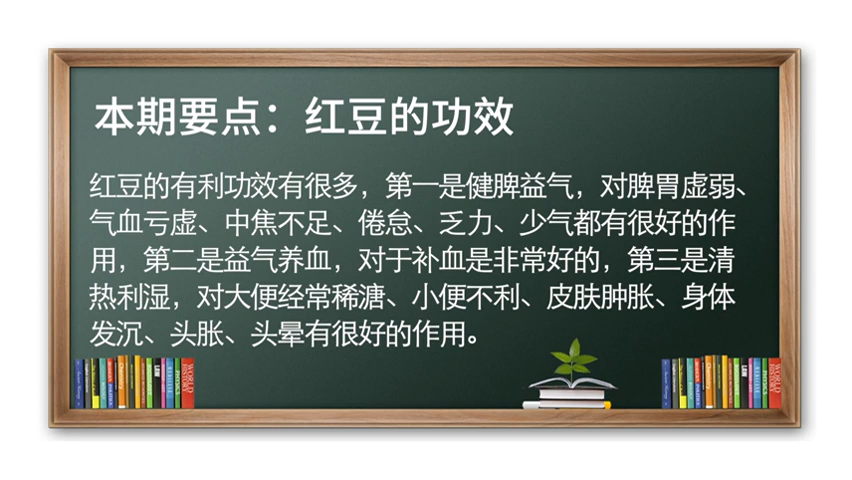 本期要点：红豆的功效
红豆的有利功效有很多，第一是健脾益气，对脾胃虚弱、
气血亏虚、中焦不足、倦怠、乏力、少气都有很好的作
用，第二是益气养血，对于补血是非常好的，第三是清
热利湿，对大便经常稀溏、小便不利、皮肤肿胀、身体
发沉、头胀、头晕有很好的作用。
WORLD HISTORY
WORLD HISTORY